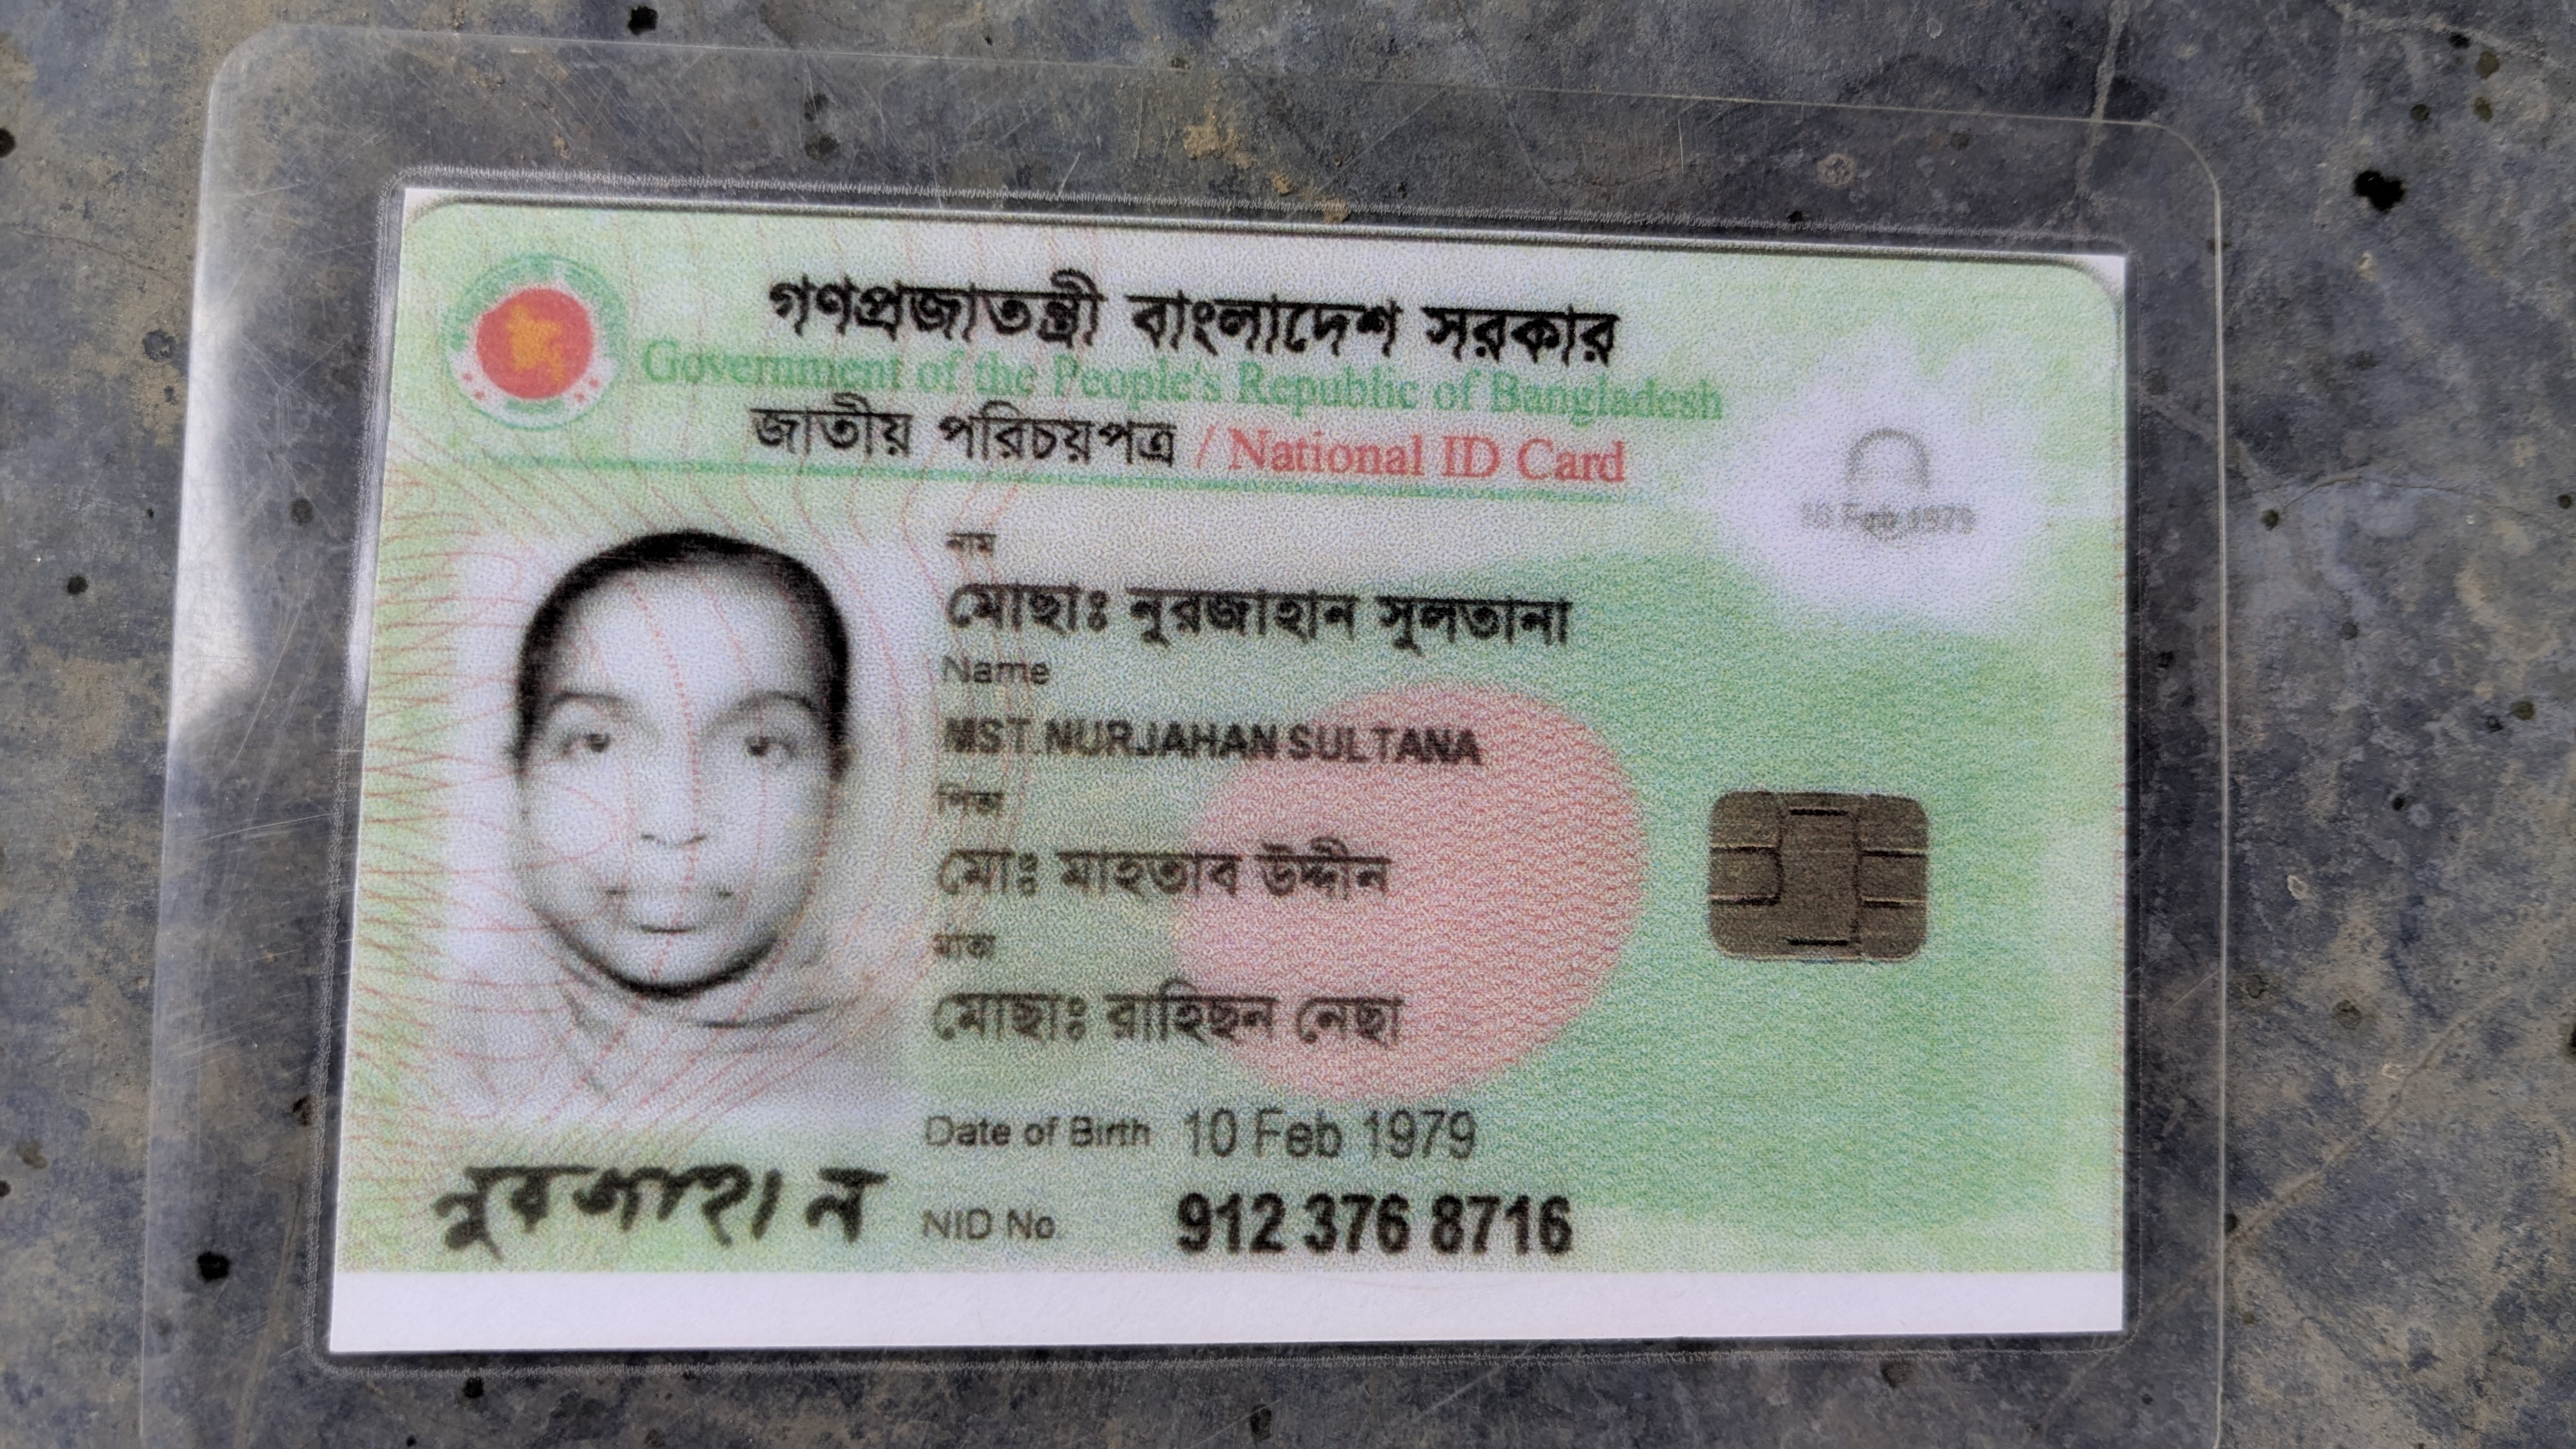 গণপ্রজাতন্ত্রী বাংলাদেশ সরকার
Government of the People's Republic of Bangladesh
জাতীয় পরিচয়পত্র / National ID Card
10 Feb 1979
নাম
মোছাঃ নুরজাহান সুলতানা
Name
MST. NURJAHAN SULTANA
পিতা
মোঃ মাহতাব উদ্দীন
মাতা
মোছাঃ রাহিছন নেছা
Date of Birth 10 Feb 1979
নুরজাহান
NID No 912 376 8716